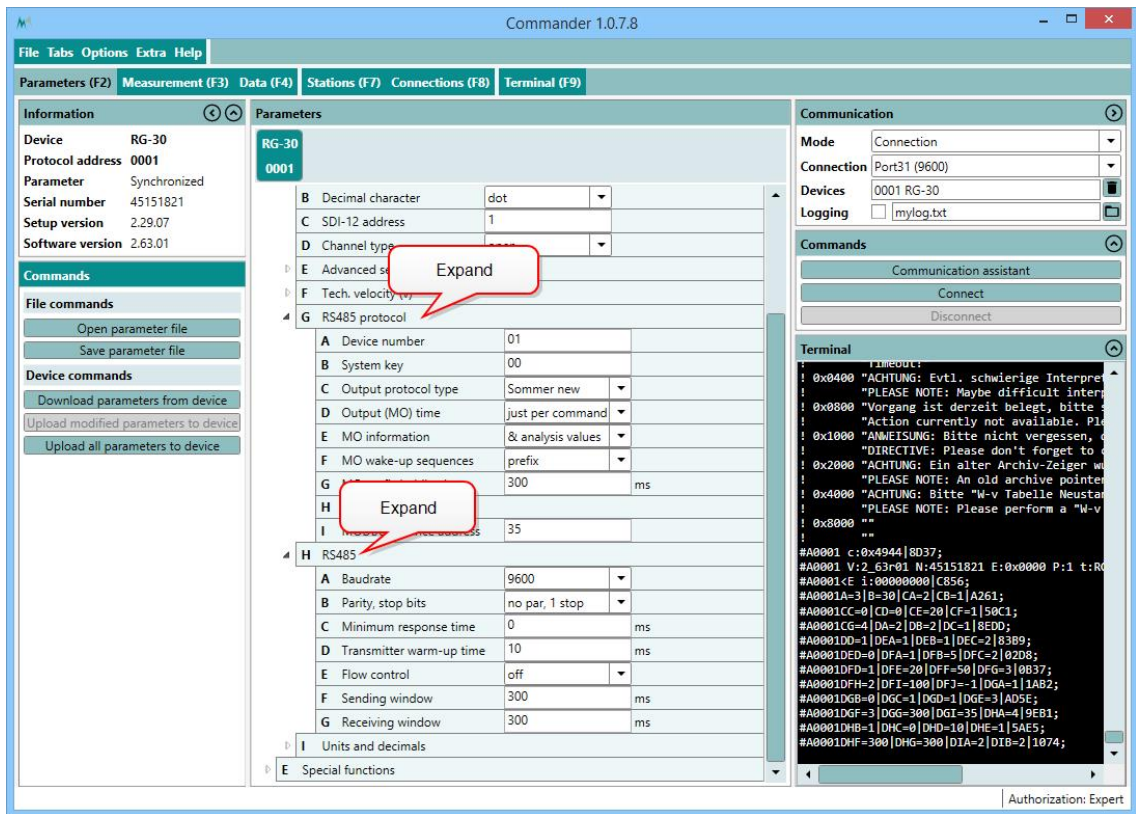 Commander 1.0.7.8
File Tabs Options Extra Help
Parameters (F2) Measurement (F3) Data (F4) Stations (F7) Connections (F8) Terminal (F9)
Information
Device RG-30
Protocol address 0001
Parameter Synchronized
Serial number 45151821
Setup version 2.29.07
Software version 2.63.01
Commands
File commands
Open parameter file
Save parameter file
Device commands
Download parameters from device
Upload modified parameters to device
Upload all parameters to device
Parameters
RG-30
0001
B Decimal character dot
C SDI-12 address 1
D Channel type
E Advanced se
Expand
F Tech. velocity (v)
G RS485 protocol
A Device number 01
B System key 00
C Output protocol type Sommer new
D Output (MO) time just per command
E MO information & analysis values
F MO wake-up sequences prefix
G 300 ms
H
Expand
I 35
H RS485
A Baudrate 9600
B Parity, stop bits no par, 1 stop
C Minimum response time 0 ms
D Transmitter warm-up time 10 ms
E Flow control off
F Sending window 300 ms
G Receiving window 300 ms
I Units and decimals
E Special functions
Communication
Mode Connection
Connection Port31 (9600)
Devices 0001 RG-30
Logging mylog.txt
Commands
Communication assistant
Connect
Disconnect
Terminal
! Timeout!
! 0x0400 "ACHTUNG: Evtl. schwierige Interpret
! "PLEASE NOTE: Maybe difficult interp
! 0x0800 "Vorgang ist derzeit belegt, bitte s
! "Action currently not available. Ple
! 0x1000 "ANWEISUNG: Bitte nicht vergessen, d
! "DIRECTIVE: Please don't forget to
! 0x2000 "ACHTUNG: Ein alter Archiv-Zeiger wu
! "PLEASE NOTE: An old archive pointer
! 0x4000 "ACHTUNG: Bitte "W-v Tabelle Neustar
! "PLEASE NOTE: Please perform a "W-v
! 0x8000 ""
! ""
#A0001 c:0x4944|8D37;
#A0001 V:2_63r01 N:45151821 E:0x0000 P:1 t:RG
#A0001<E i:00000000|C856;
#A0001A=3|B=30|CA=2|CB=1|A261;
#A0001CC=0|CD=0|CE=20|CF=1|50C1;
#A0001CG=4|DA=2|DB=2|DC=1|8EDD;
#A0001DD=1|DEA=1|DEB=1|DEC=2|83B9;
#A0001DED=0|DFA=1|DFB=5|DFC=2|02D8;
#A0001DFD=1|DFE=20|DFF=50|DFG=3|0B37;
#A0001DFH=2|DFI=100|DFJ=-1|DGA=1|1AB2;
#A0001DGB=0|DGC=1|DGD=1|DGE=3|AD5E;
#A0001DGF=3|DGG=300|DGI=35|DHA=4|9EB1;
#A0001DHB=1|DHC=0|DHD=10|DHE=1|5AE5;
#A0001DHF=300|DHG=300|DIA=2|DIB=2|1074;
Authorization: Expert